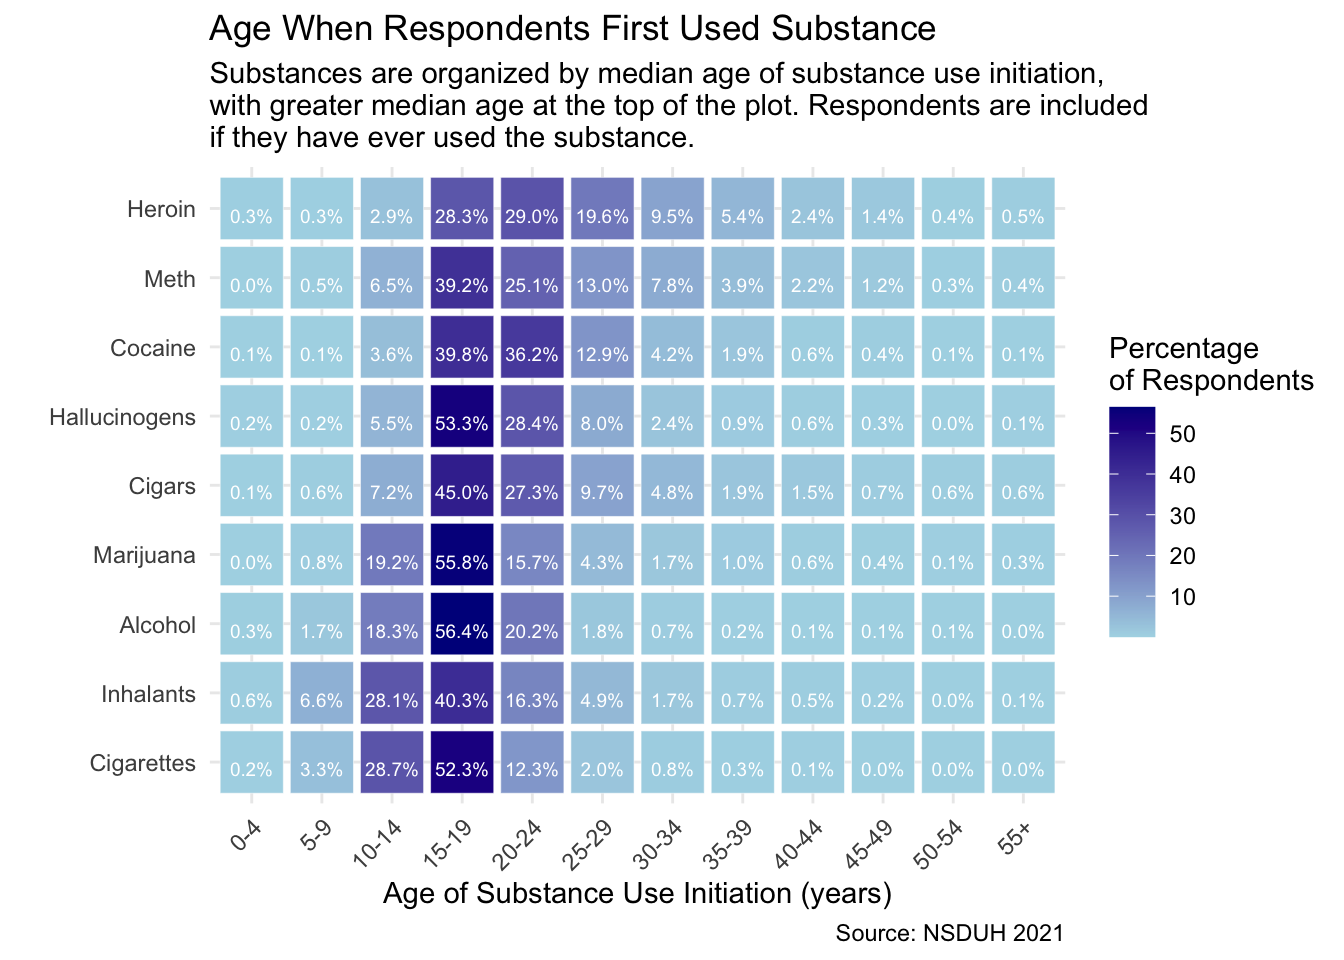 Age When Respondents First Used Substance
Substances are organized by median age of substance use initiation,
with greater median age at the top of the plot. Respondents are included
if they have ever used the substance.
Heroin 0.3% 0.3% 2.9% 28.3% 29.0% 19.6% 9.5% 5.4% 2.4% 1.4% 0.4% 0.5%
Meth 0.0% 0.5% 6.5% 39.2% 25.1% 13.0% 7.8% 3.9% 2.2% 1.2% 0.3% 0.4%
Cocaine 0.1% 0.1% 3.6% 39.8% 36.2% 12.9% 4.2% 1.9% 0.6% 0.4% 0.1% 0.1%
Hallucinogens 0.2% 0.2% 5.5% 53.3% 28.4% 8.0% 2.4% 0.9% 0.6% 0.3% 0.0% 0.1%
Cigars 0.1% 0.6% 7.2% 45.0% 27.3% 9.7% 4.8% 1.9% 1.5% 0.7% 0.6% 0.6%
Marijuana 0.0% 0.8% 19.2% 55.8% 15.7% 4.3% 1.7% 1.0% 0.6% 0.4% 0.1% 0.3%
Alcohol 0.3% 1.7% 18.3% 56.4% 20.2% 1.8% 0.7% 0.2% 0.1% 0.1% 0.1% 0.0%
Inhalants 0.6% 6.6% 28.1% 40.3% 16.3% 4.9% 1.7% 0.7% 0.5% 0.2% 0.0% 0.1%
Cigarettes 0.2% 3.3% 28.7% 52.3% 12.3% 2.0% 0.8% 0.3% 0.1% 0.0% 0.0% 0.0%
0-4 5-9 10-14 15-19 20-24 25-29 30-34 35-39 40-44 45-49 50-54 55+
Age of Substance Use Initiation (years)
Percentage
of Respondents
50
40
30
20
10
Source: NSDUH 2021